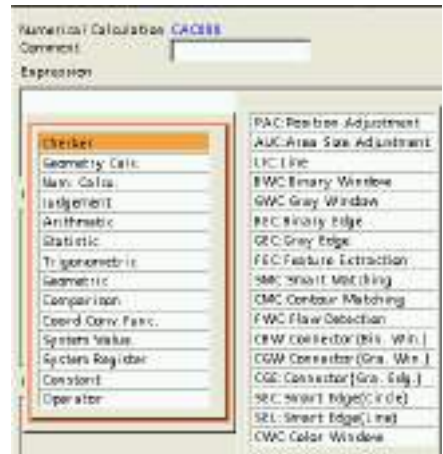 Numerical Calculation CAC
Comment
Expression
Checker
Geometry Calc.
Num. Calcu.
Judgement
Arithmetic
Statistic
Trigonometric
Geometric
Comparison
Coord Conv. Func.
System Value
System Register
Constant
Operator
PAC: Position Adjustment
AUC: Area Size Adjustment
LIC: Line
BWC: Binary Window
GWC: Gray Window
BEC: Binary Edge
GEC: Gray Edge
FEC: Feature Extraction
SMC: Smart Matching
CMC: Contour Matching
FWC: Flaw Detection
CBW: Connector(Bin. Win.)
CGW: Connector(Gra. Win.)
CGE: Connector(Gra. Edg.)
SEC: Smart Edge(Circle)
SEL: Smart Edge(Line)
CWC: Color Window